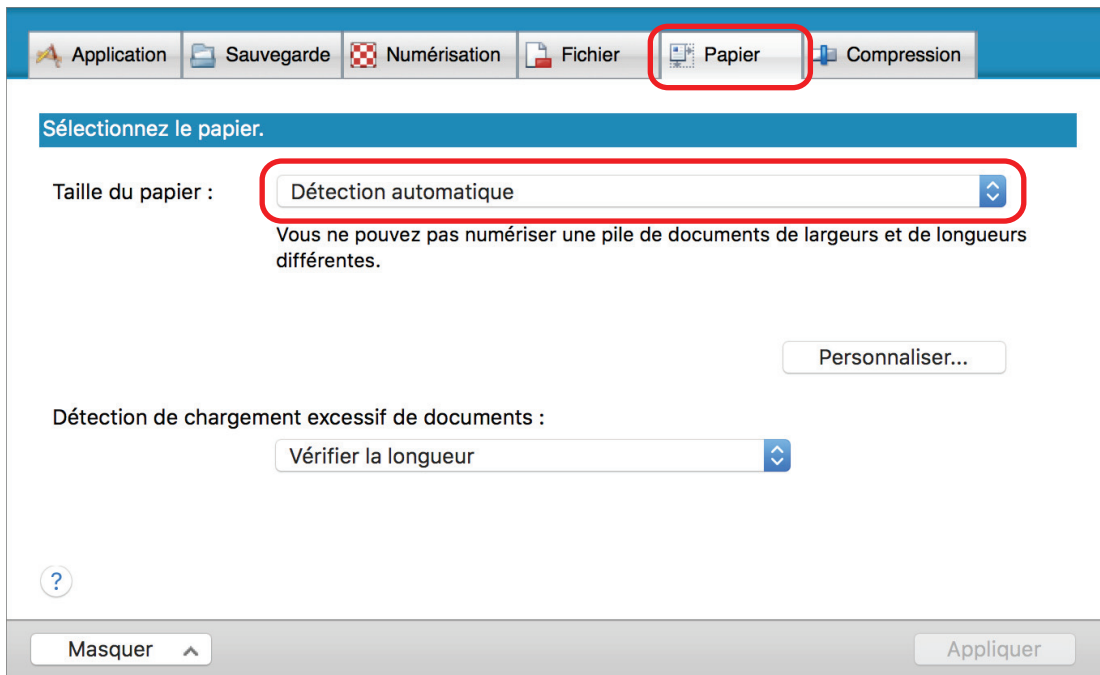 Application Sauvegarde Numérisation Fichier Papier Compression
Sélectionnez le papier.
Taille du papier : Détection automatique
Vous ne pouvez pas numériser une pile de documents de largeurs et de longueurs
différentes.
Personnaliser...
Détection de chargement excessif de documents :
Vérifier la longueur
?
Masquer Appliquer